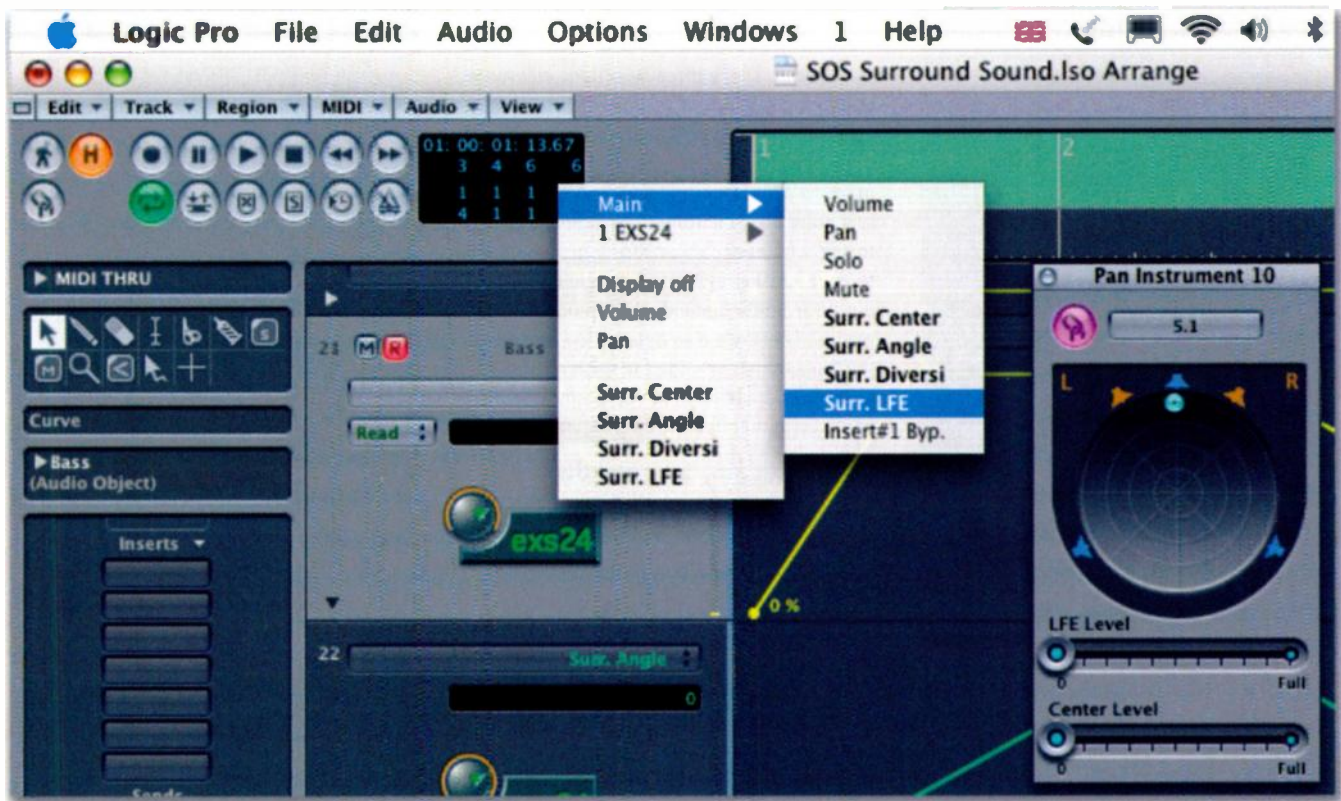 Logic Pro File Edit Audio Options Windows 1 Help
SOS Surround Sound.lso Arrange
Edit Track Region MIDI Audio View
H
01: 00: 01: 13.67
3 4 6 6
1 1 1
4 1 1
1 2
Main
1 EXS24
Display off
Volume
Pan
Surr. Center
Surr. Angle
Surr. Diversi
Surr. LFE
Volume
Pan
Solo
Mute
Surr. Center
Surr. Angle
Surr. Diversi
Surr. LFE
Insert#1 Byp.
MIDI THRU
Curve
Bass
(Audio Object)
Inserts
Sends
21 M R Bass
Read
exs24
0 %
22 Surr. Angle
0
Pan Instrument 10
5.1
L R
LFE Level
0 Full
Center Level
0 Full